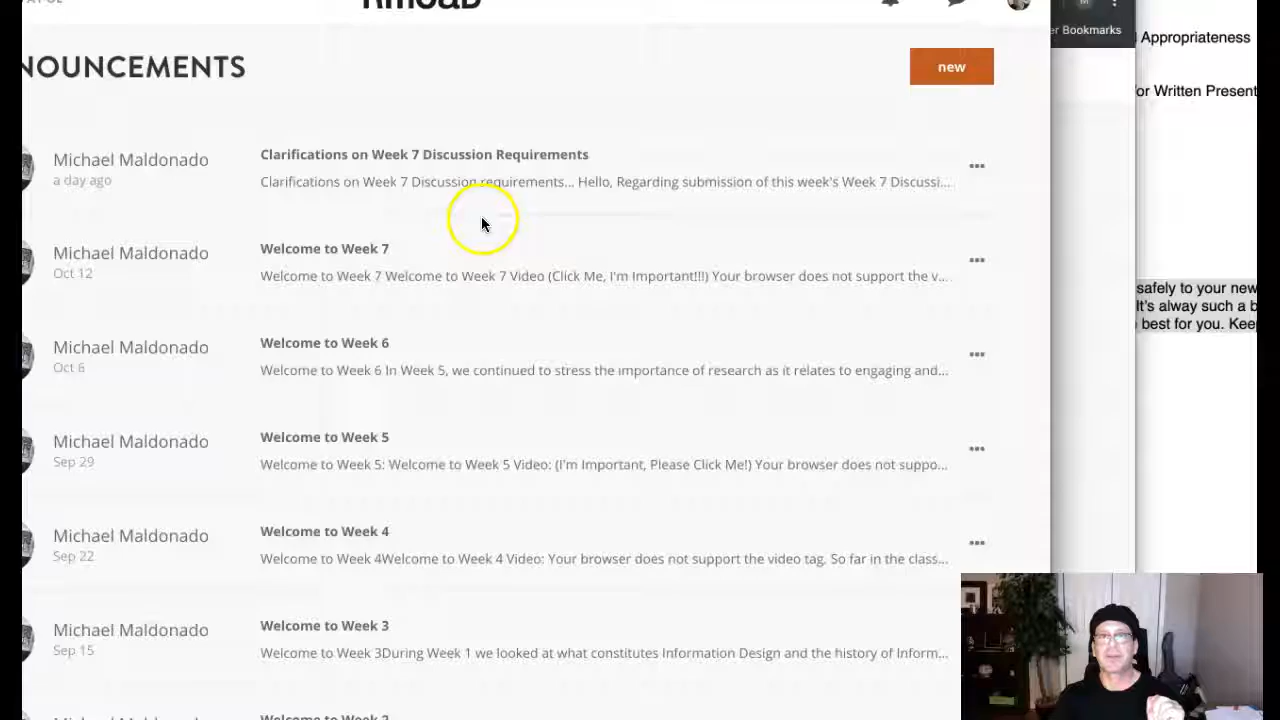 NOUNCEMENTS
new
er Bookmarks
Appropriateness
or Written Present
Michael Maldonado
a day ago
Clarifications on Week 7 Discussion Requirements
Clarifications on Week 7 Discussion requirements... Hello, Regarding submission of this week's Week 7 Discussi...
Michael Maldonado
Oct 12
Welcome to Week 7
Welcome to Week 7 Welcome to Week 7 Video (Click Me, I'm Important!!!) Your browser does not support the v...
safely to your new
It's alway such a b
best for you. Keep
Michael Maldonado
Oct 6
Welcome to Week 6
Welcome to Week 6 In Week 5, we continued to stress the importance of research as it relates to engaging and...
Michael Maldonado
Sep 29
Welcome to Week 5
Welcome to Week 5: Welcome to Week 5 Video: (I'm Important, Please Click Me!) Your browser does not suppo...
Michael Maldonado
Sep 22
Welcome to Week 4
Welcome to Week 4Welcome to Week 4 Video: Your browser does not support the video tag. So far in the class...
Michael Maldonado
Sep 15
Welcome to Week 3
Welcome to Week 3During Week 1 we looked at what constitutes Information Design and the history of Inform...
Welcome to Week 2